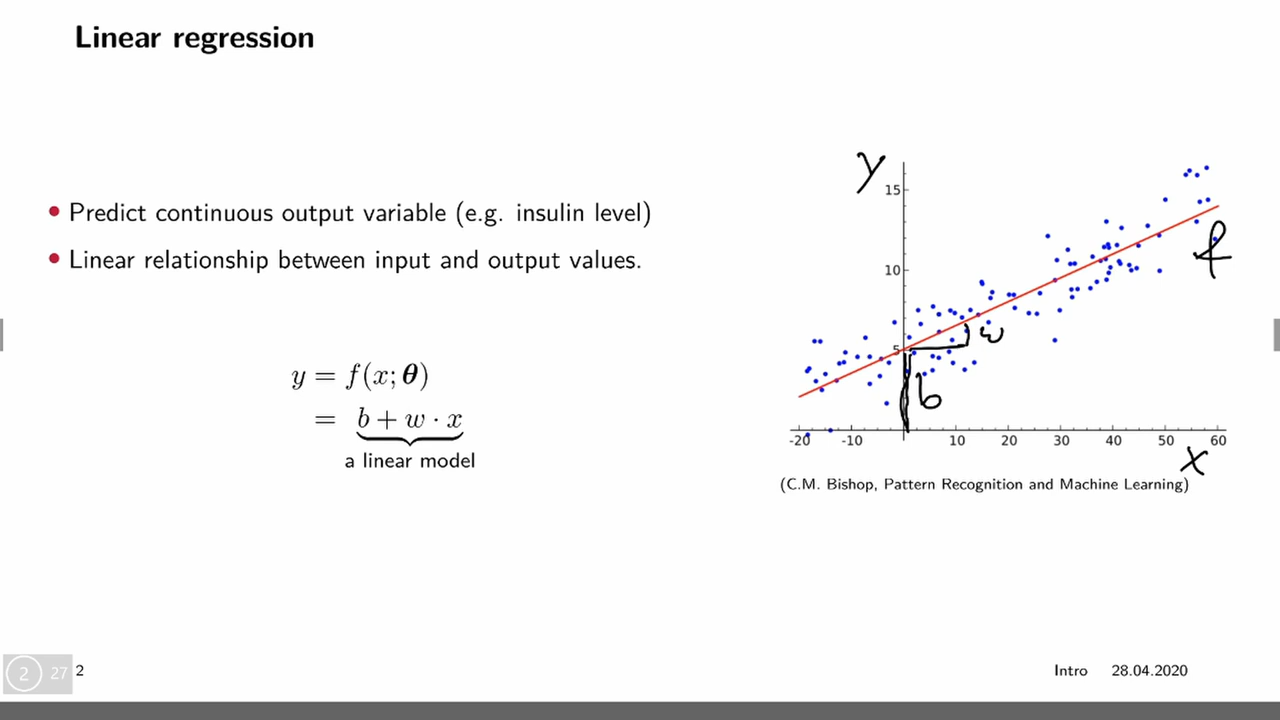 Linear regression
• Predict continuous output variable (e.g. insulin level)
• Linear relationship between input and output values.
y = f(x; θ)
= b + w · x
a linear model
y
15
10
5
w
b
f
-20 -10 10 20 30 40 50 60
x
(C.M. Bishop, Pattern Recognition and Machine Learning)
2 27 2
Intro 28.04.2020